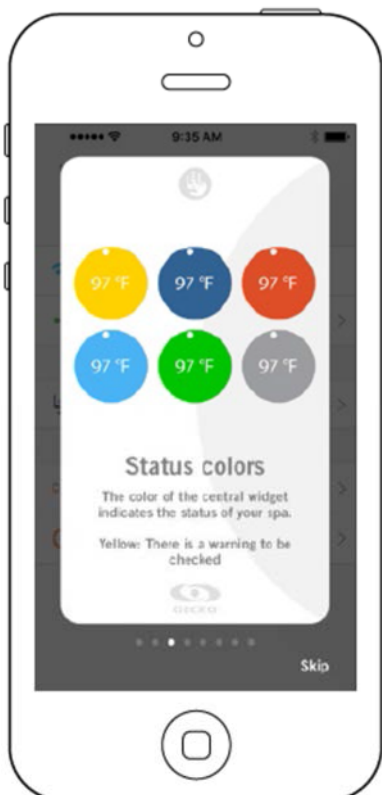 9:35 AM
97 °F 97 °F 97 °F
97 °F 97 °F 97 °F
Status colors
The color of the central widget
indicates the status of your spa.
Yellow: There is a warning to be
checked
GECKO
Skip